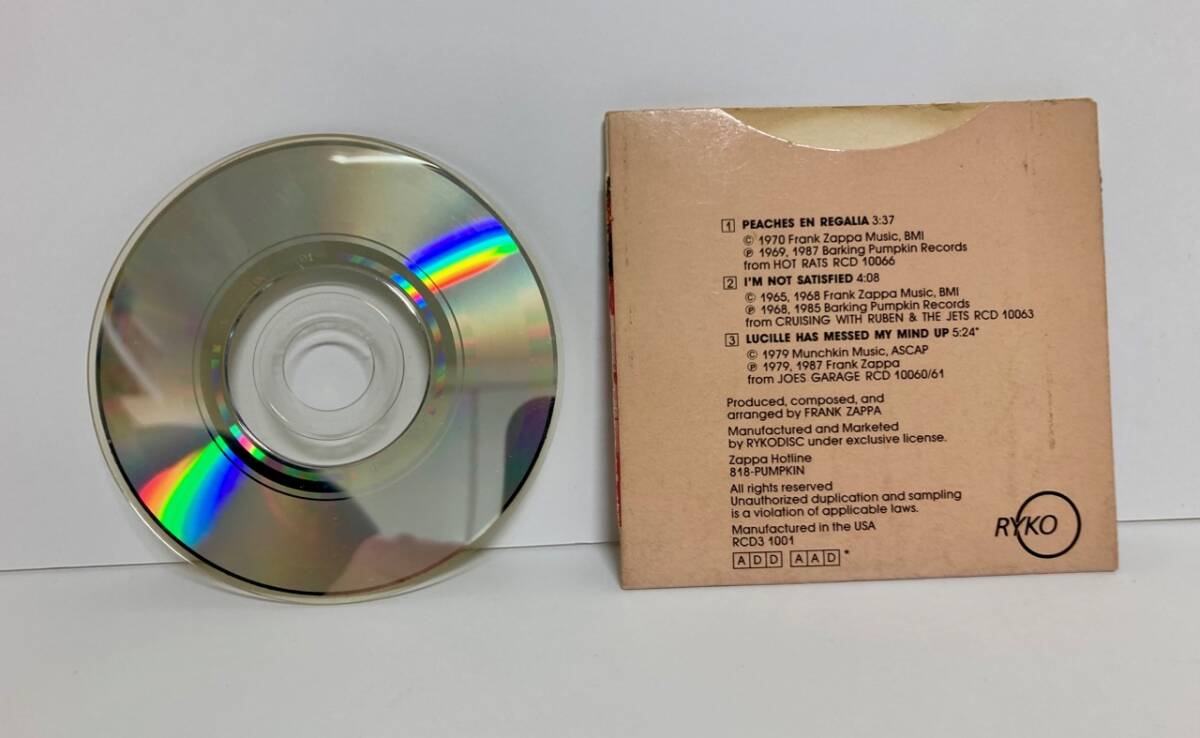 1 PEACHES EN REGALIA 3:37
© 1970 Frank Zappa Music, BMI
℗ 1969, 1987 Barking Pumpkin Records
from HOT RATS RCD 10066
2 I'M NOT SATISFIED 4:08
© 1965, 1968 Frank Zappa Music, BMI
℗ 1968, 1985 Barking Pumpkin Records
from CRUISING WITH RUBEN & THE JETS RCD 10063
3 LUCILLE HAS MESSED MY MIND UP 5:24*
© 1979 Munchkin Music, ASCAP
℗ 1979, 1987 Frank Zappa
from JOES GARAGE RCD 10060/61
Produced, composed, and
arranged by FRANK ZAPPA
Manufactured and Marketed
by RYKODISC under exclusive license.
Zappa Hotline
818-PUMPKIN
All rights reserved
Unauthorized duplication and sampling
is a violation of applicable laws.
Manufactured in the USA
RCD3 1001
ADD AAD*
RYKO